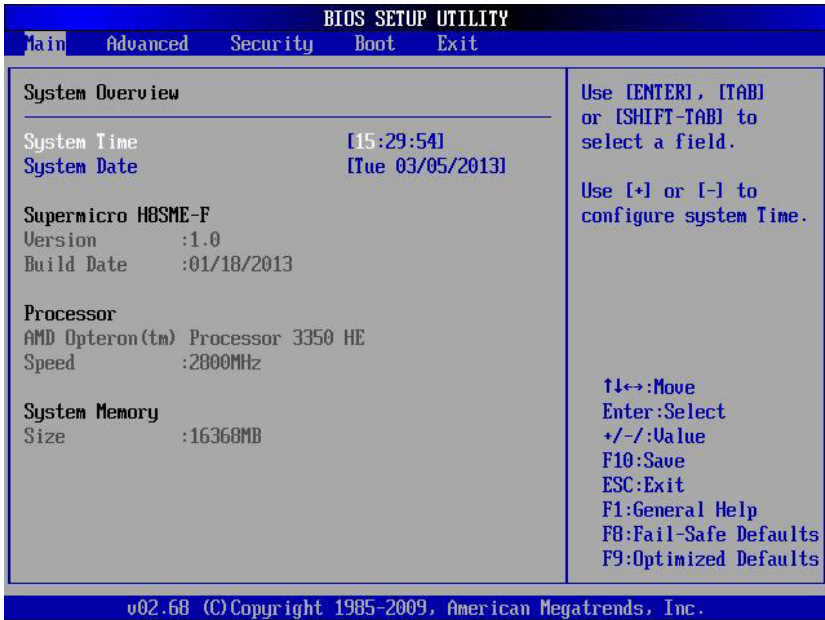 BIOS SETUP UTILITY
Main Advanced Security Boot Exit
System Overview
System Time [15:29:54]
System Date [Tue 03/05/2013]
Supermicro H8SME-F
Version :1.0
Build Date :01/18/2013
Processor
AMD Opteron(tm) Processor 3350 HE
Speed :2800MHz
System Memory
Size :16368MB
Use [ENTER], [TAB]
or [SHIFT-TAB] to
select a field.
Use [+] or [-] to
configure system Time.
↑↓←→:Move
Enter:Select
+/-/:Value
F10:Save
ESC:Exit
F1:General Help
F8:Fail-Safe Defaults
F9:Optimized Defaults
v02.68 (C)Copyright 1985-2009, American Megatrends, Inc.